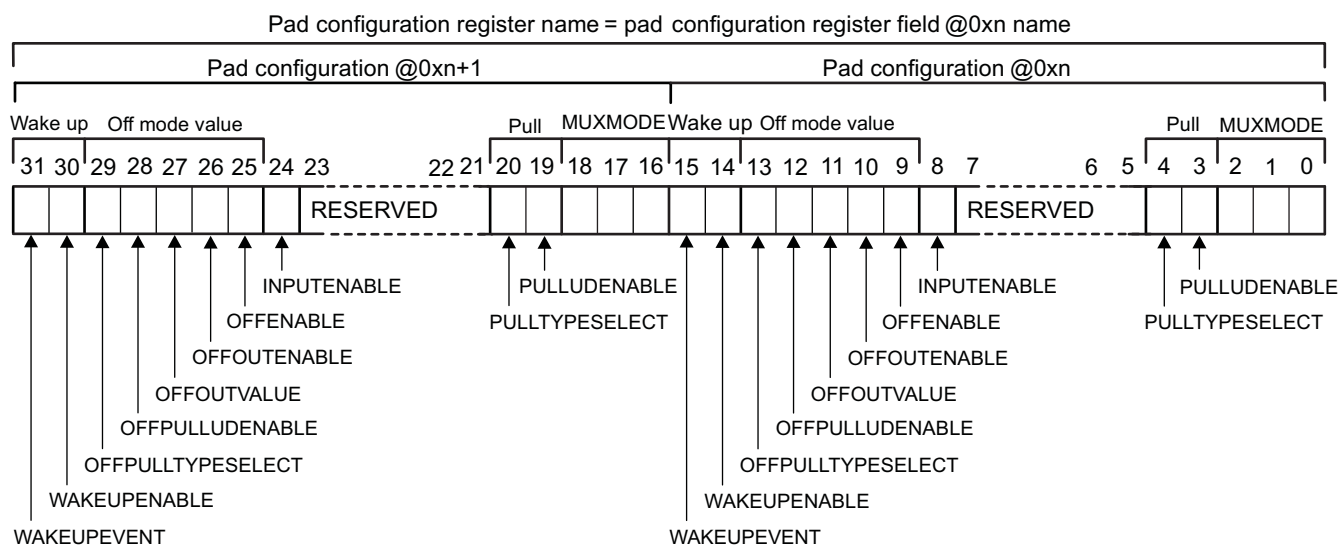 Pad configuration register name = pad configuration register field @0xn name
Pad configuration @0xn+1 Pad configuration @0xn
Wake up Off mode value Pull MUXMODE Wake up Off mode value Pull MUXMODE
31 30 29 28 27 26 25 24 23 22 21 20 19 18 17 16 15 14 13 12 11 10 9 8 7 6 5 4 3 2 1 0
RESERVED RESERVED
INPUTENABLE PULLUDENABLE INPUTENABLE PULLUDENABLE
OFFENABLE PULLTYPESELECT OFFENABLE PULLTYPESELECT
OFFOUTENABLE OFFOUTENABLE
OFFOUTVALUE OFFOUTVALUE
OFFPULLUDENABLE OFFPULLUDENABLE
OFFPULLTYPESELECT OFFPULLTYPESELECT
WAKEUPENABLE WAKEUPENABLE
WAKEUPEVENT WAKEUPEVENT